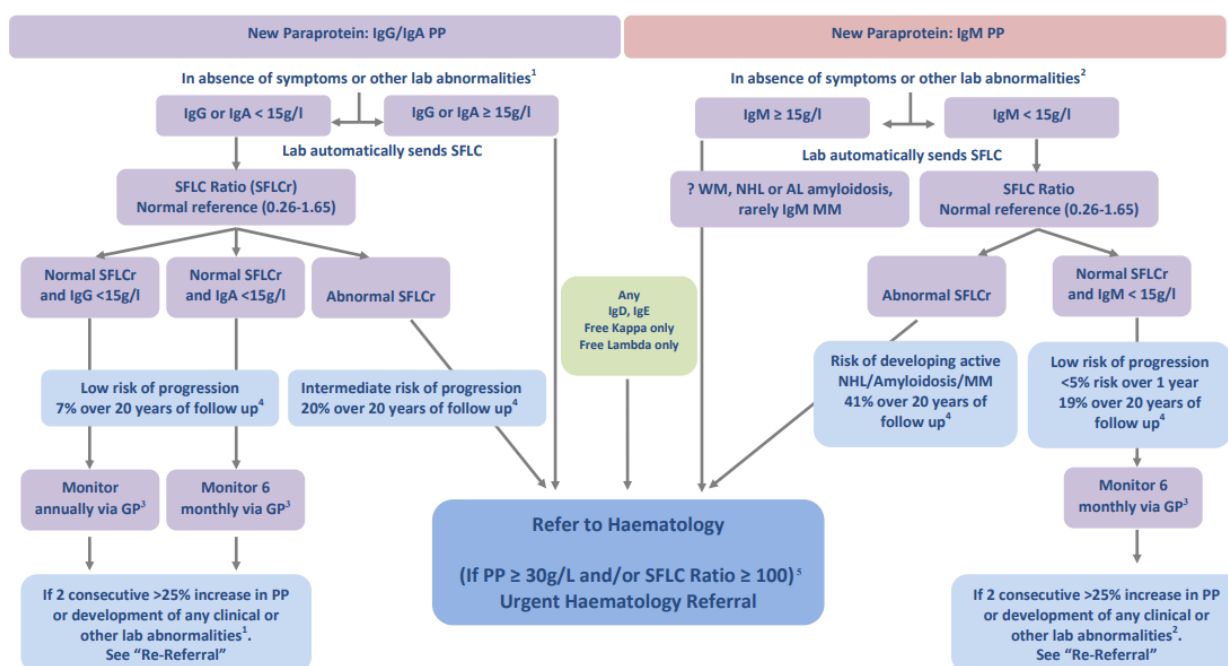 New Paraprotein: IgG/IgA PP
New Paraprotein: IgM PP
In absence of symptoms or other lab abnormalities¹
IgG or IgA < 15g/l
IgG or IgA ≥ 15g/l
Lab automatically sends SFLC
SFLC Ratio (SFLCr)
Normal reference (0.26-1.65)
Normal SFLCr
and IgG <15g/l
Normal SFLCr
and IgA <15g/l
Abnormal SFLCr
Low risk of progression
7% over 20 years of follow up⁴
Intermediate risk of progression
20% over 20 years of follow up⁴
Monitor
annually via GP³
Monitor 6
monthly via GP³
If 2 consecutive >25% increase in PP
or development of any clinical or
other lab abnormalities¹.
See “Re-Referral”
Any
IgD, IgE
Free Kappa only
Free Lambda only
Refer to Haematology
(If PP ≥ 30g/L and/or SFLC Ratio ≥ 100)⁵
Urgent Haematology Referral
In absence of symptoms or other lab abnormalities²
IgM ≥ 15g/l
IgM < 15g/l
Lab automatically sends SFLC
? WM, NHL or AL amyloidosis,
rarely IgM MM
SFLC Ratio
Normal reference (0.26-1.65)
Abnormal SFLCr
Normal SFLCr
and IgM < 15g/l
Risk of developing active
NHL/Amyloidosis/MM
41% over 20 years of
follow up⁴
Low risk of progression
<5% risk over 1 year
19% over 20 years of
follow up⁴
Monitor 6
monthly via GP³
If 2 consecutive >25% increase in PP
or development of any clinical or
other lab abnormalities².
See “Re-Referral”